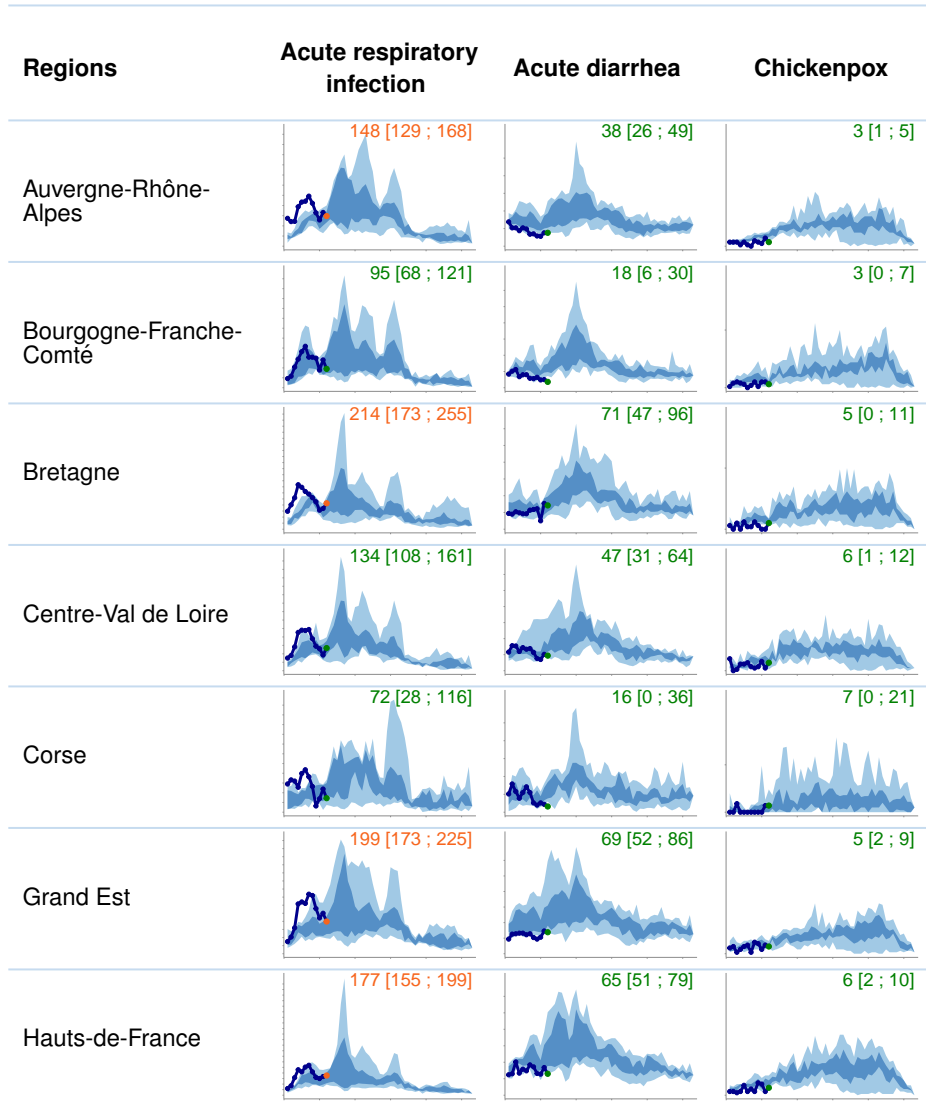 Regions
Acute respiratory
infection
Acute diarrhea
Chickenpox
148 [129 ; 168]
38 [26 ; 49]
3 [1 ; 5]
Auvergne-Rhône-
Alpes
95 [68 ; 121]
18 [6 ; 30]
3 [0 ; 7]
Bourgogne-Franche-
Comté
214 [173 ; 255]
71 [47 ; 96]
5 [0 ; 11]
Bretagne
134 [108 ; 161]
47 [31 ; 64]
6 [1 ; 12]
Centre-Val de Loire
72 [28 ; 116]
16 [0 ; 36]
7 [0 ; 21]
Corse
199 [173 ; 225]
69 [52 ; 86]
5 [2 ; 9]
Grand Est
177 [155 ; 199]
65 [51 ; 79]
6 [2 ; 10]
Hauts-de-France